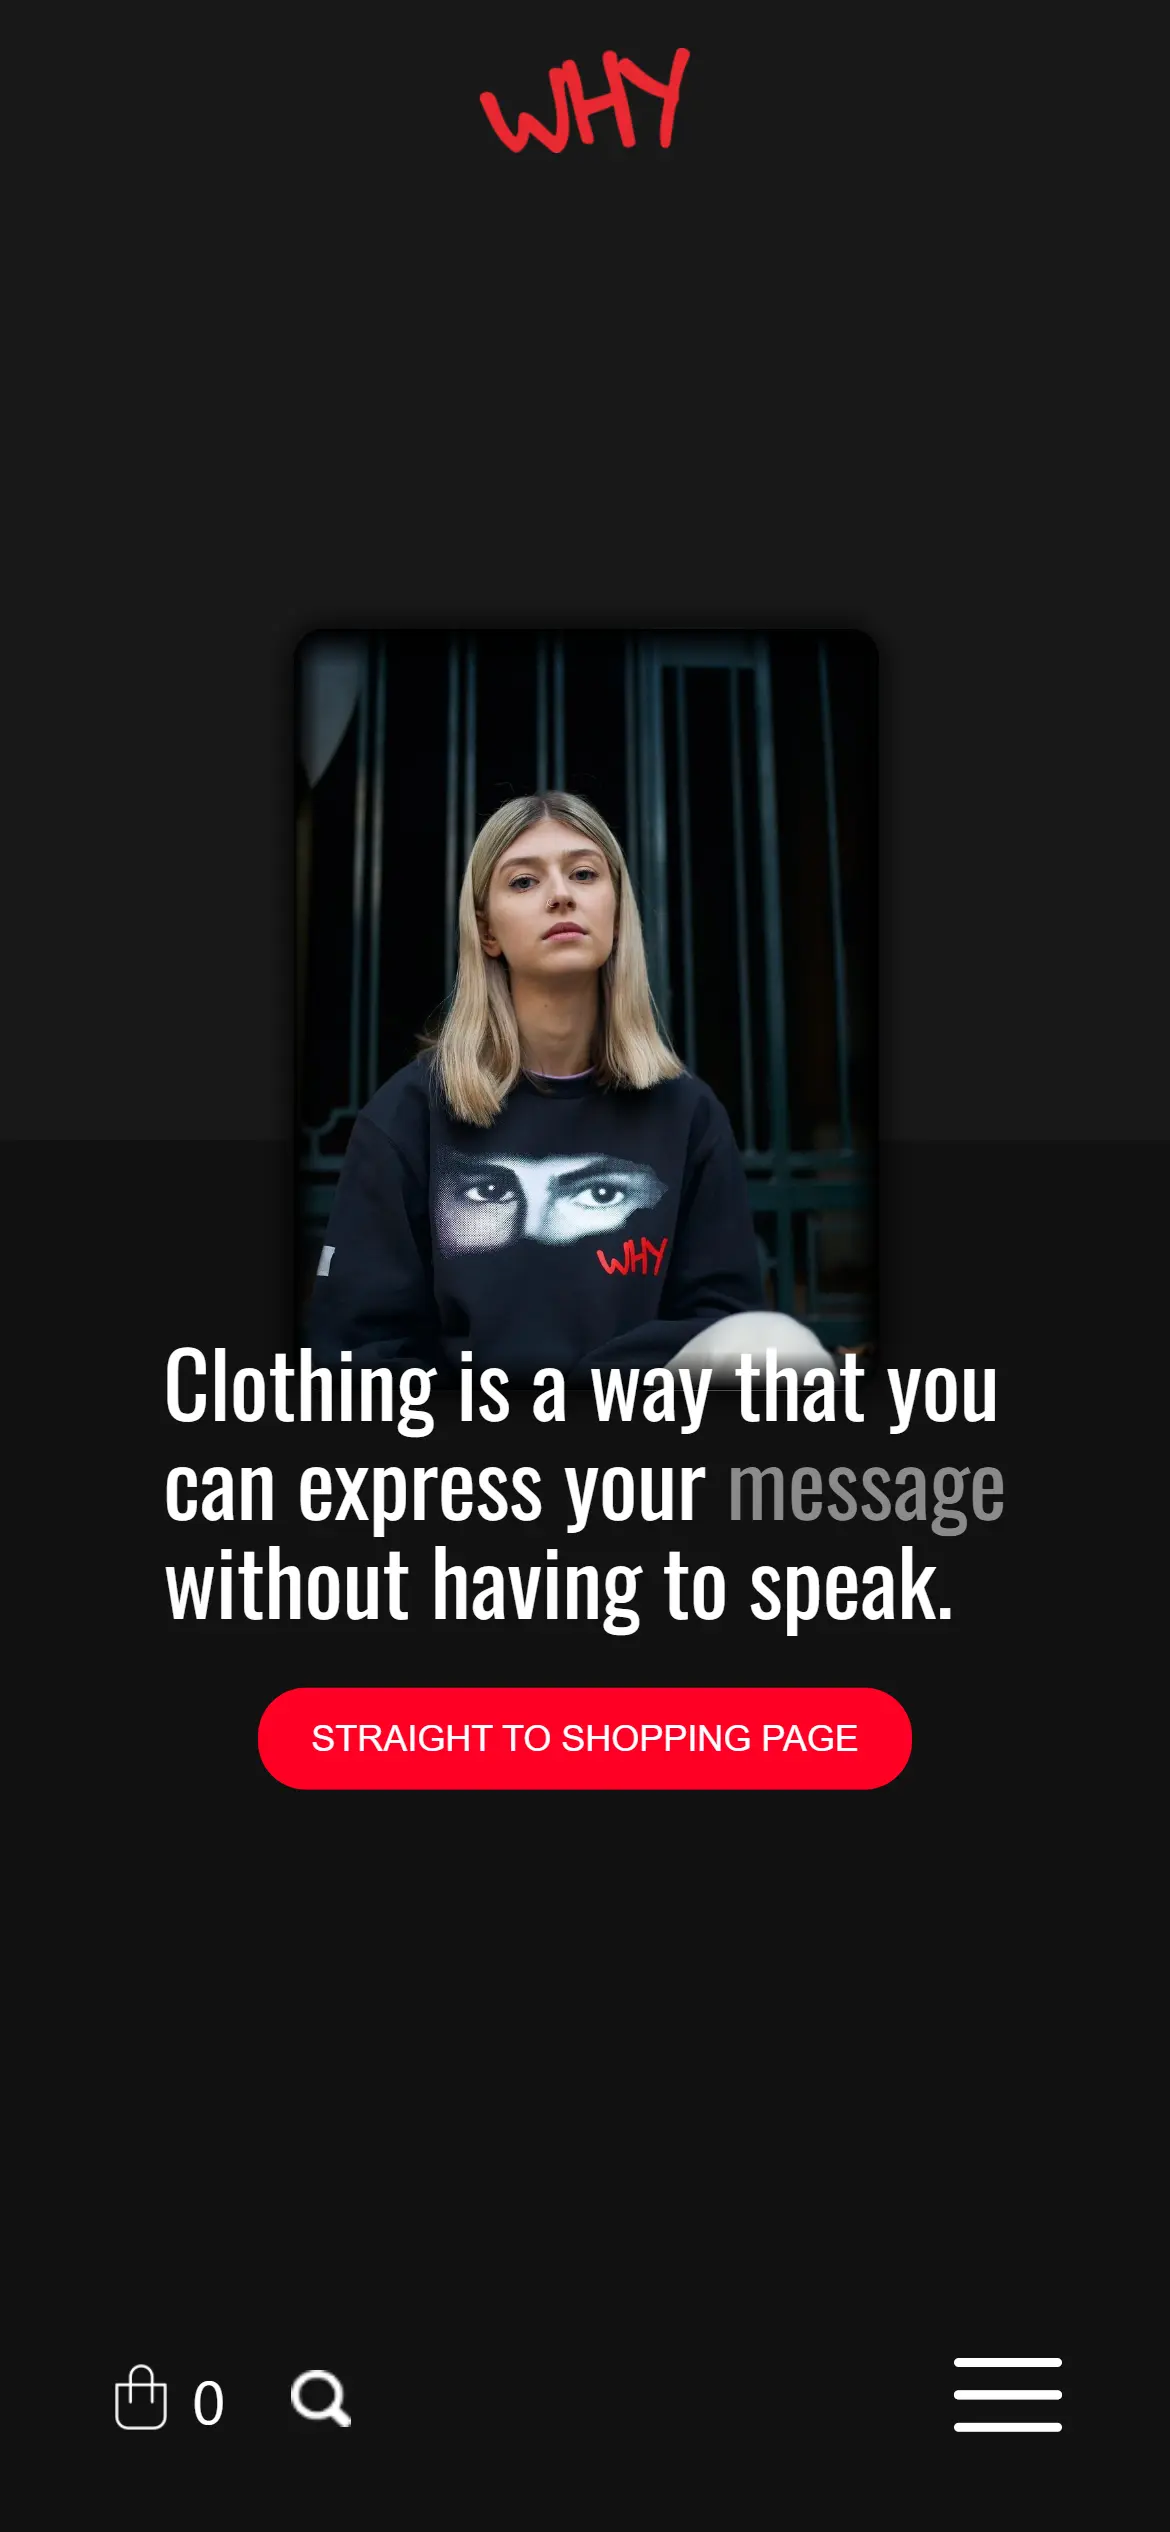 WHY
WHY
Clothing is a way that you
can express your message
without having to speak.
STRAIGHT TO SHOPPING PAGE
0